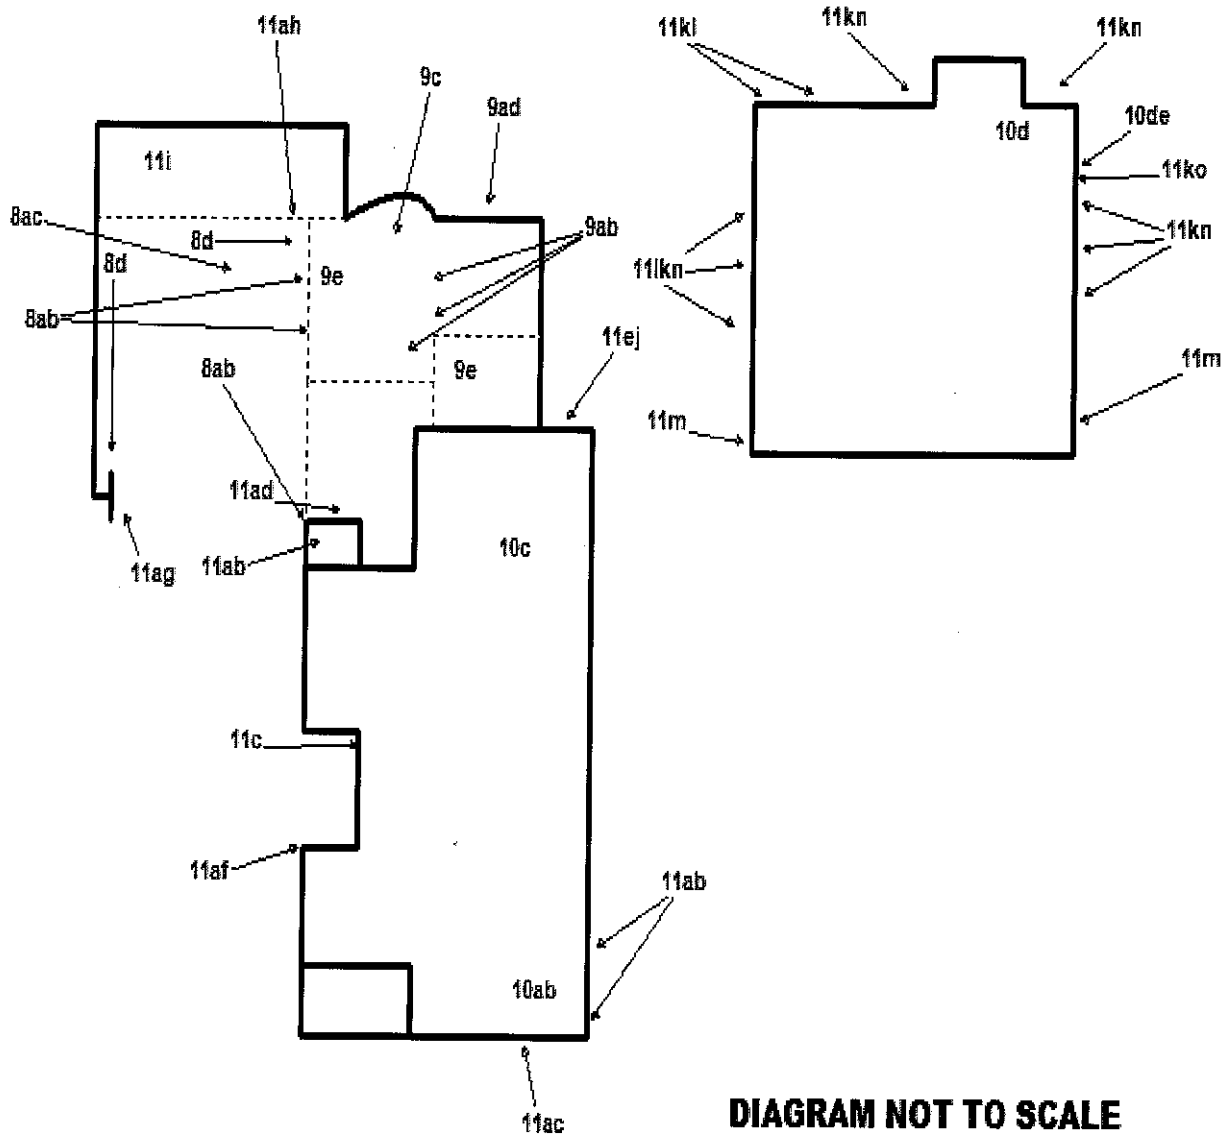 11ah
11kl
11kn
11kn
9c
9ad
10d
10de
11i
11ko
8ac
8d
9ab
11kn
8d
9e
11lkn
8ab
11ej
8ab
9e
11m
11m
11ad
10c
11ab
11ag
11c
11af
11ab
10ab
11ac
DIAGRAM NOT TO SCALE